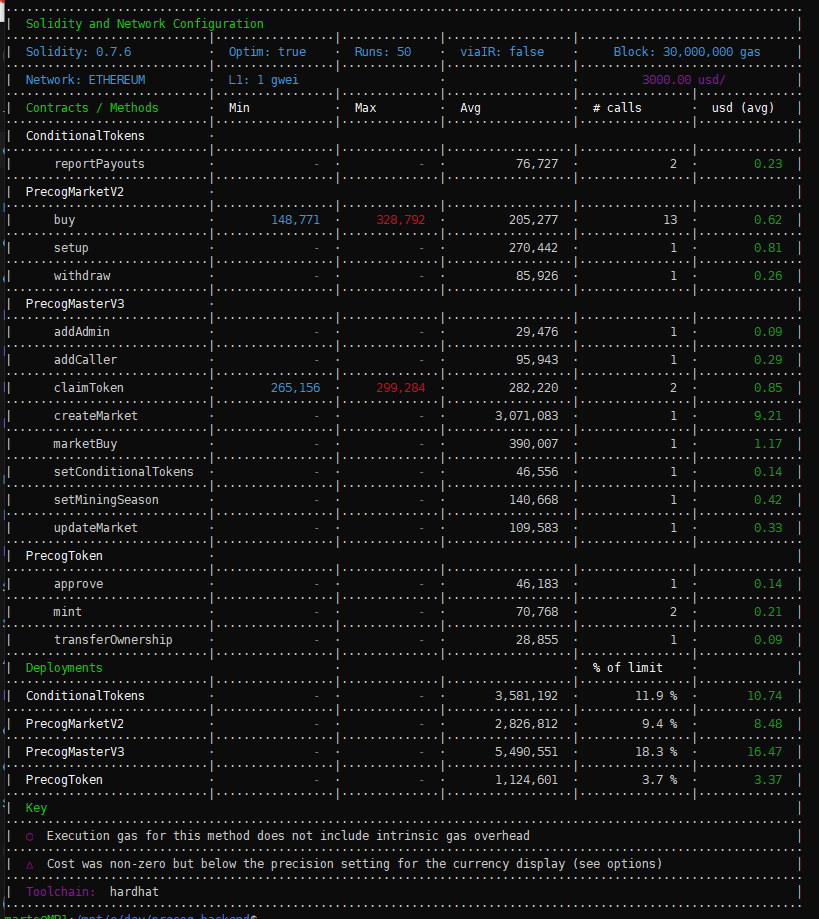 Solidity and Network Configuration
Solidity: 0.7.6 Optim: true Runs: 50 viaIR: false Block: 30,000,000 gas
Network: ETHEREUM L1: 1 gwei 3000.00 usd/
Contracts / Methods Min Max Avg # calls usd (avg)
ConditionalTokens
reportPayouts - - 76,727 2 0.23
PrecogMarketV2
buy 148,771 328,792 205,277 13 0.62
setup - - 270,442 1 0.81
withdraw - - 85,926 1 0.26
PrecogMasterV3
addAdmin - - 29,476 1 0.09
addCaller - - 95,943 1 0.29
claimToken 265,156 299,284 282,220 2 0.85
createMarket - - 3,071,083 1 9.21
marketBuy - - 390,007 1 1.17
setConditionalTokens - - 46,556 1 0.14
setMiningSeason - - 140,668 1 0.42
updateMarket - - 109,583 1 0.33
PrecogToken
approve - - 46,183 1 0.14
mint - - 70,768 2 0.21
transferOwnership - - 28,855 1 0.09
Deployments % of limit
ConditionalTokens - - 3,581,192 11.9 % 10.74
PrecogMarketV2 - - 2,826,812 9.4 % 8.48
PrecogMasterV3 - - 5,490,551 18.3 % 16.47
PrecogToken - - 1,124,601 3.7 % 3.37
Key
○ Execution gas for this method does not include intrinsic gas overhead
△ Cost was non-zero but below the precision setting for the currency display (see options)
Toolchain: hardhat